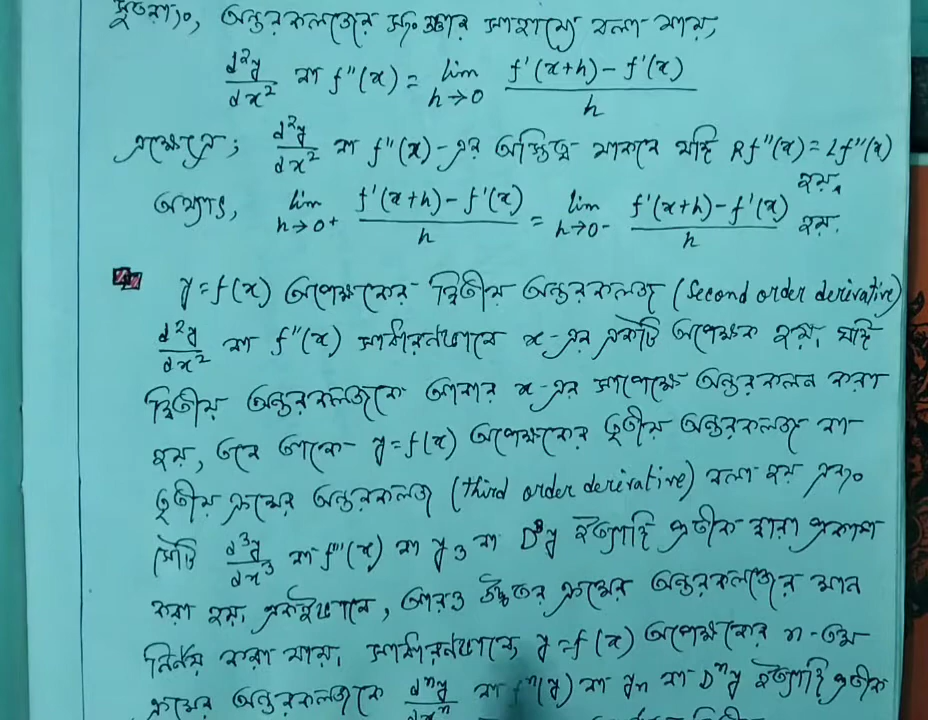 সুতরাং, অন্তরকলজের সংজ্ঞার সাহায্যে বলা যায়,
d²y/dx² বা f''(x) = lim h→0 f'(x+h) - f'(x) / h
এক্ষেত্রে, d²y/dx² বা f''(x)-এর অস্তিত্ব থাকবে যদি Rf''(x) = Lf''(x) হয়,
অর্থাৎ, lim h→0+ f'(x+h) - f'(x) / h = lim h→0- f'(x+h) - f'(x) / h হয়.
y = f(x) অপেক্ষকের দ্বিতীয় অন্তরকলজ (Second order derivative)
d²y/dx² বা f''(x) সাধারনভাবে x-এর একটি অপেক্ষক হয়, যদি
দ্বিতীয় অন্তরকলজকে আবার x-এর সাপেক্ষে অন্তরকলন করা
হয়, তবে তাকে y = f(x) অপেক্ষকের তৃতীয় অন্তরকলজ বা
তৃতীয় ক্রমের অন্তরকলজ (third order derivative) বলা হয় এবং
সেটি d³y/dx³ বা f'''(x) বা y₃ বা D³y ইত্যাদি প্রতীক দ্বারা প্রকাশ
করা হয়, একইভাবে, আরও উচ্চতর ক্রমের অন্তরকলজের মান
নির্ণয় করা যায়, সাধারনভাবে, y = f(x) অপেক্ষকের n-তম
ক্রমের অন্তরকলজকে dⁿy/dxⁿ বা fⁿ(y) বা yₙ বা Dⁿy ইত্যাদি প্রতীক